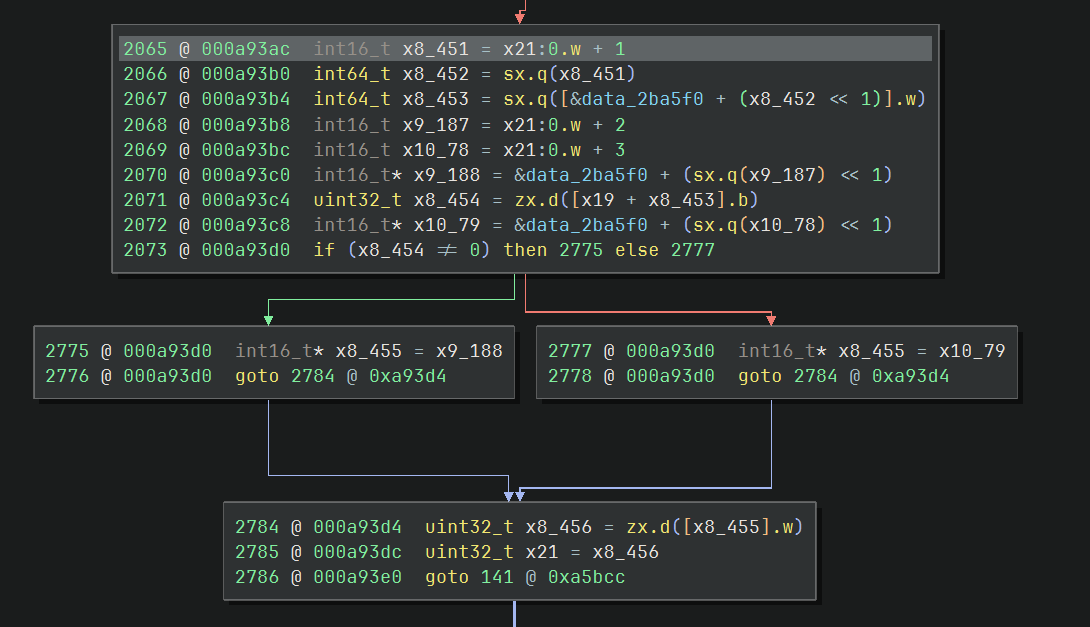 2065 @ 000a93ac  int16_t x8_451 = x21:0.w + 1
2066 @ 000a93b0  int64_t x8_452 = sx.q(x8_451)
2067 @ 000a93b4  int64_t x8_453 = sx.q([&data_2ba5f0 + (x8_452 << 1)].w)
2068 @ 000a93b8  int16_t x9_187 = x21:0.w + 2
2069 @ 000a93bc  int16_t x10_78 = x21:0.w + 3
2070 @ 000a93c0  int16_t* x9_188 = &data_2ba5f0 + (sx.q(x9_187) << 1)
2071 @ 000a93c4  uint32_t x8_454 = zx.d([x19 + x8_453].b)
2072 @ 000a93c8  int16_t* x10_79 = &data_2ba5f0 + (sx.q(x10_78) << 1)
2073 @ 000a93d0  if (x8_454 != 0) then 2775 else 2777
2775 @ 000a93d0  int16_t* x8_455 = x9_188
2776 @ 000a93d0  goto 2784 @ 0xa93d4
2777 @ 000a93d0  int16_t* x8_455 = x10_79
2778 @ 000a93d0  goto 2784 @ 0xa93d4
2784 @ 000a93d4  uint32_t x8_456 = zx.d([x8_455].w)
2785 @ 000a93dc  uint32_t x21 = x8_456
2786 @ 000a93e0  goto 141 @ 0xa5bcc